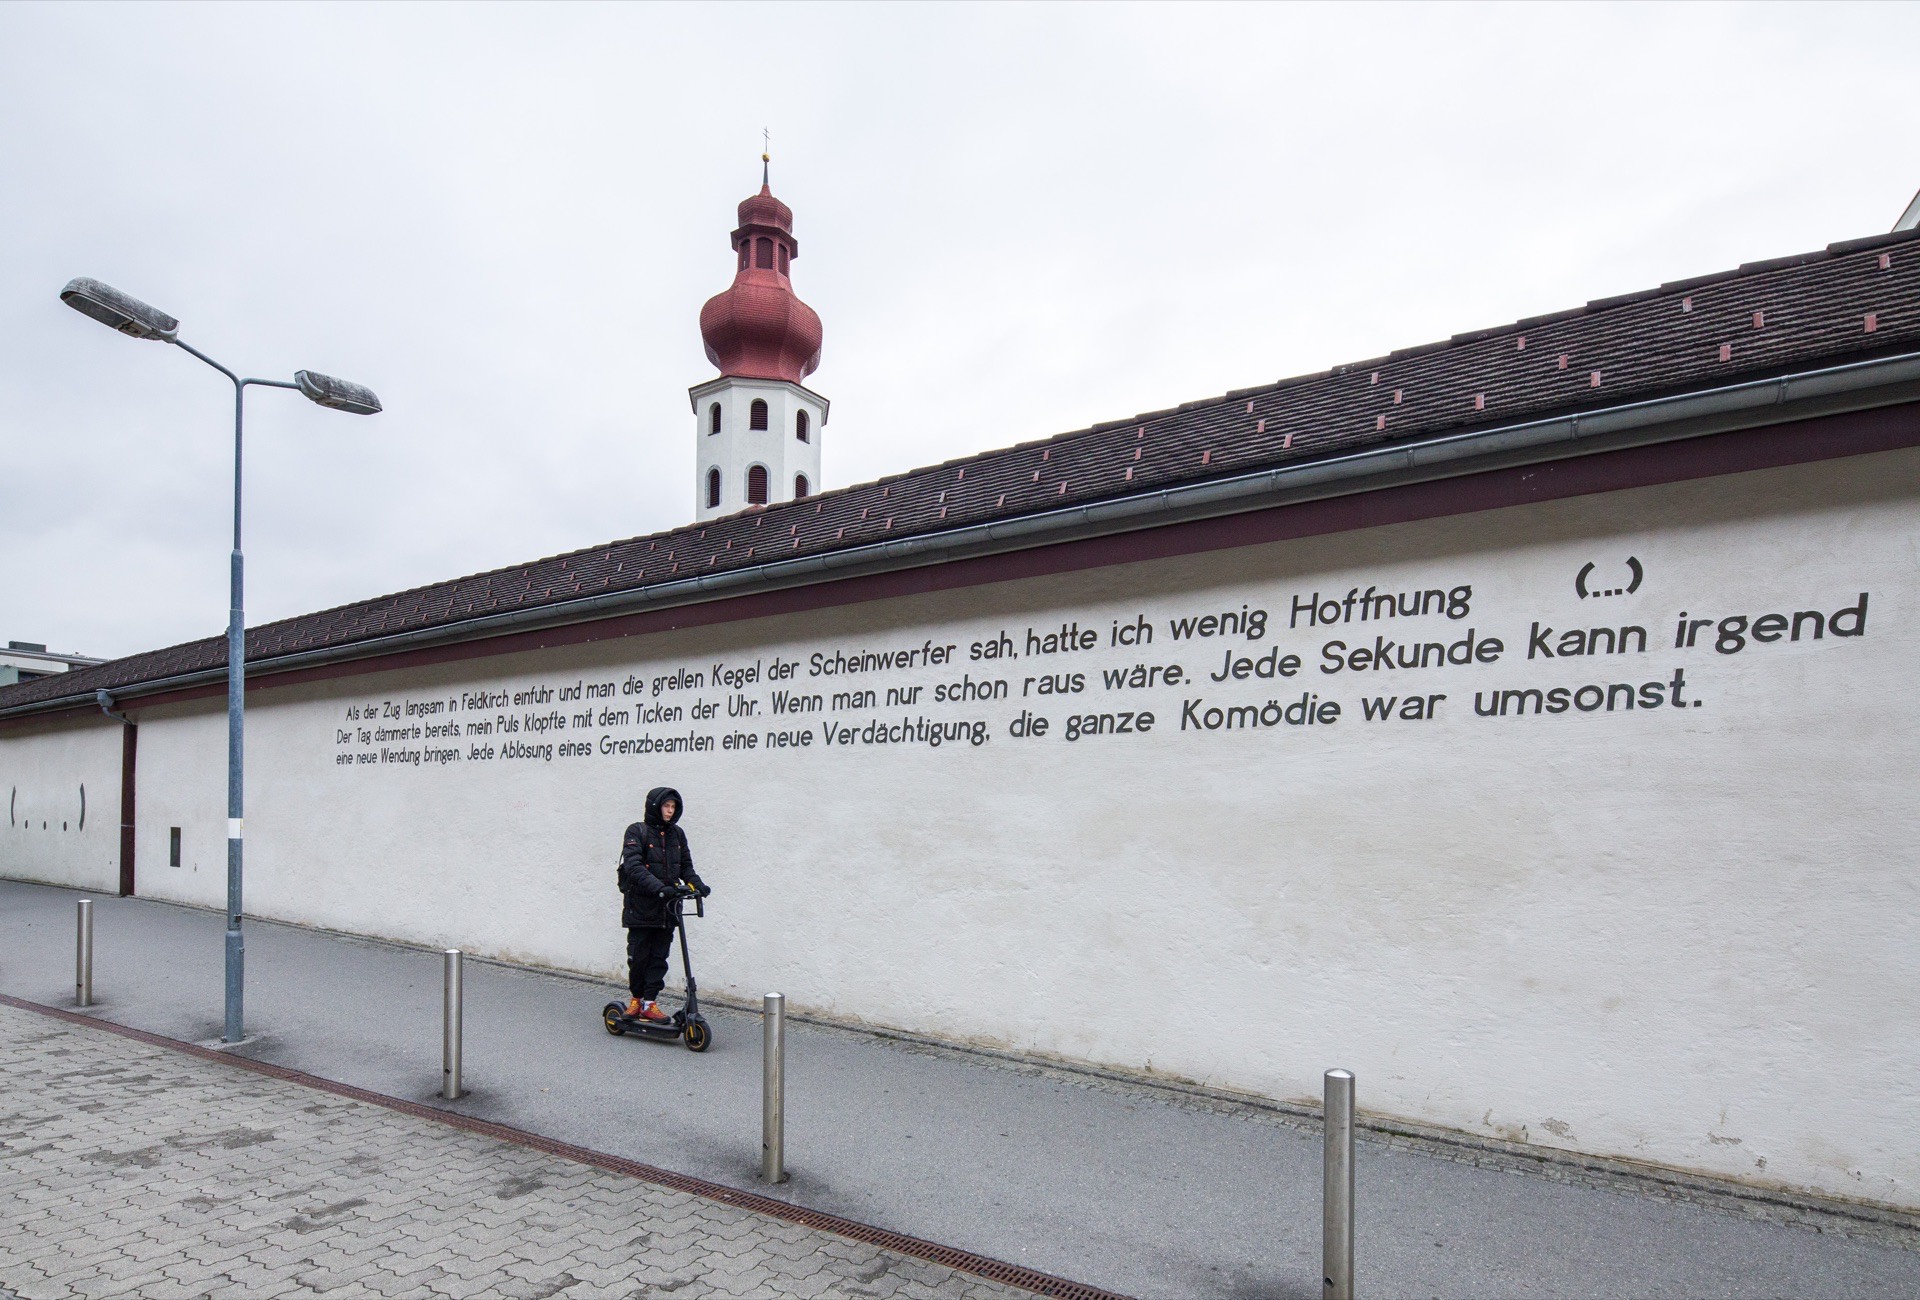 Als der Zug langsam in Feldkirch einfuhr und man die grellen Kegel der Scheinwerfer sah, hatte ich wenig Hoffnung (...)
Der Tag dämmerte bereits, mein Puls klopfte mit dem Ticken der Uhr. Wenn man nur schon raus wäre. Jede Sekunde kann irgend
eine neue Wendung bringen. Jede Ablösung eines Grenzbeamten eine neue Verdächtigung, die ganze Komödie war umsonst.
(....)